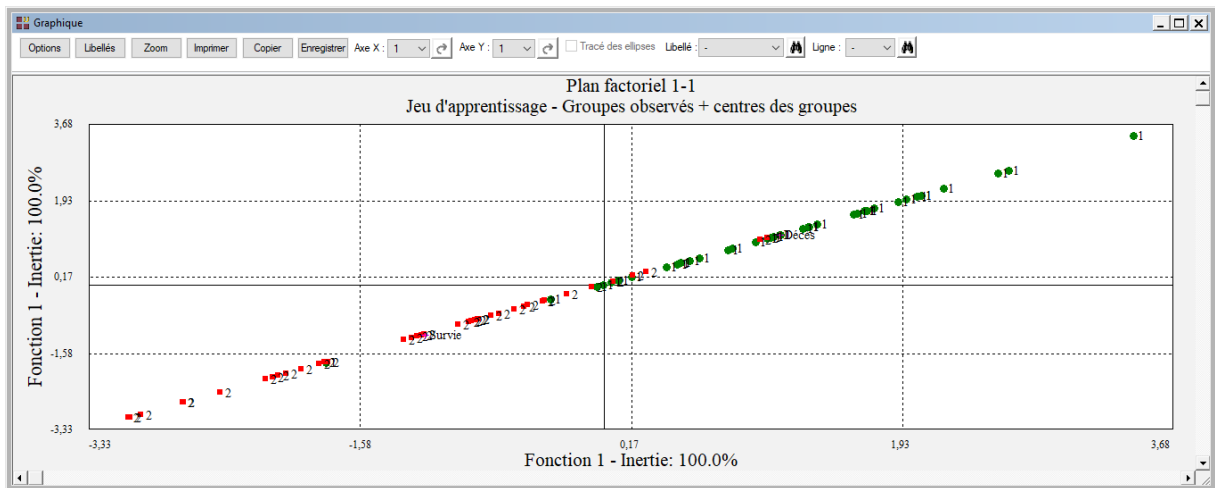 Graphique
Options Libellés Zoom Imprimer Copier Enregistrer Axe X : 1 Axe Y : 1 Tracé des ellipses Libellé : - Ligne : -
Plan factoriel 1-1
Jeu d'apprentissage - Groupes observés + centres des groupes
3,68
1,93
0,17
-1,58
-3,33
Fonction 1 - Inertie: 100.0%
Décès
Survie
-3,33 -1,58 0,17 1,93 3,68
Fonction 1 - Inertie: 100.0%